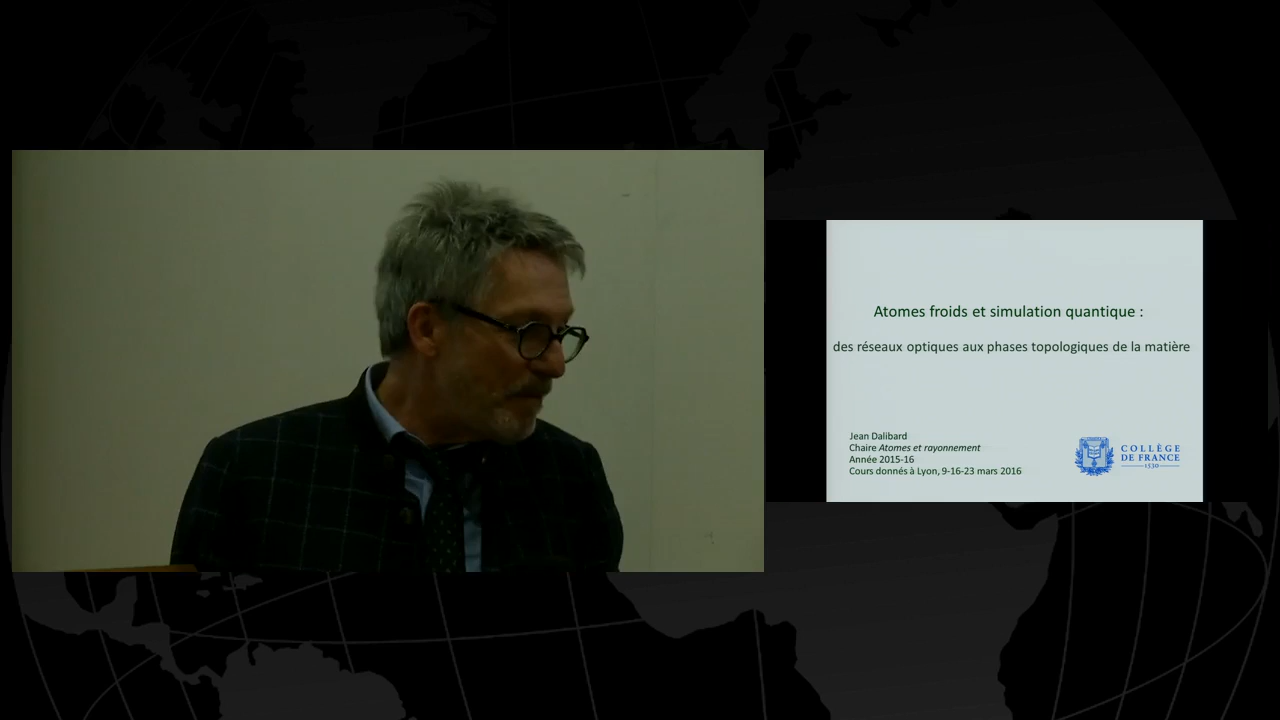 Atomes froids et simulation quantique :
des réseaux optiques aux phases topologiques de la matière
Jean Dalibard
Chaire Atomes et rayonnement
Année 2015-16
Cours donnés à Lyon, 9-16-23 mars 2016
COLLÈGE
DE FRANCE
1530